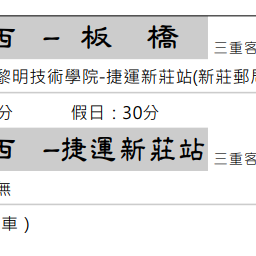 西 – 板 橋 三重客
黎明技術學院-捷運新莊站(新莊郵局
分 假日：30分
西 –捷運新莊站 三重客
無
車 )